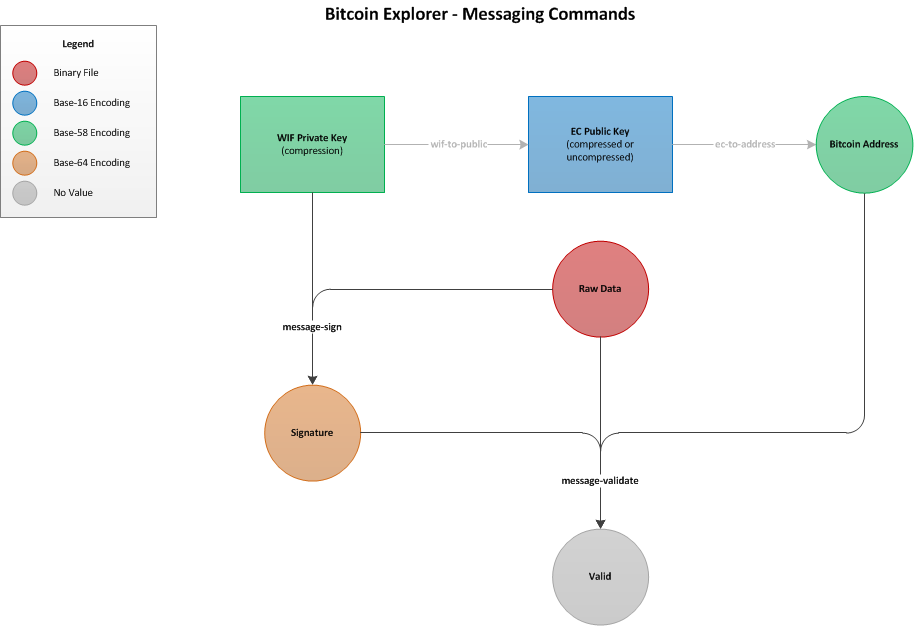 Bitcoin Explorer - Messaging Commands
Legend
Binary File
Base-16 Encoding
Base-58 Encoding
Base-64 Encoding
No Value
WIF Private Key
(compression)
wif-to-public
EC Public Key
(compressed or
uncompressed)
ec-to-address
Bitcoin Address
Raw Data
message-sign
Signature
message-validate
Valid